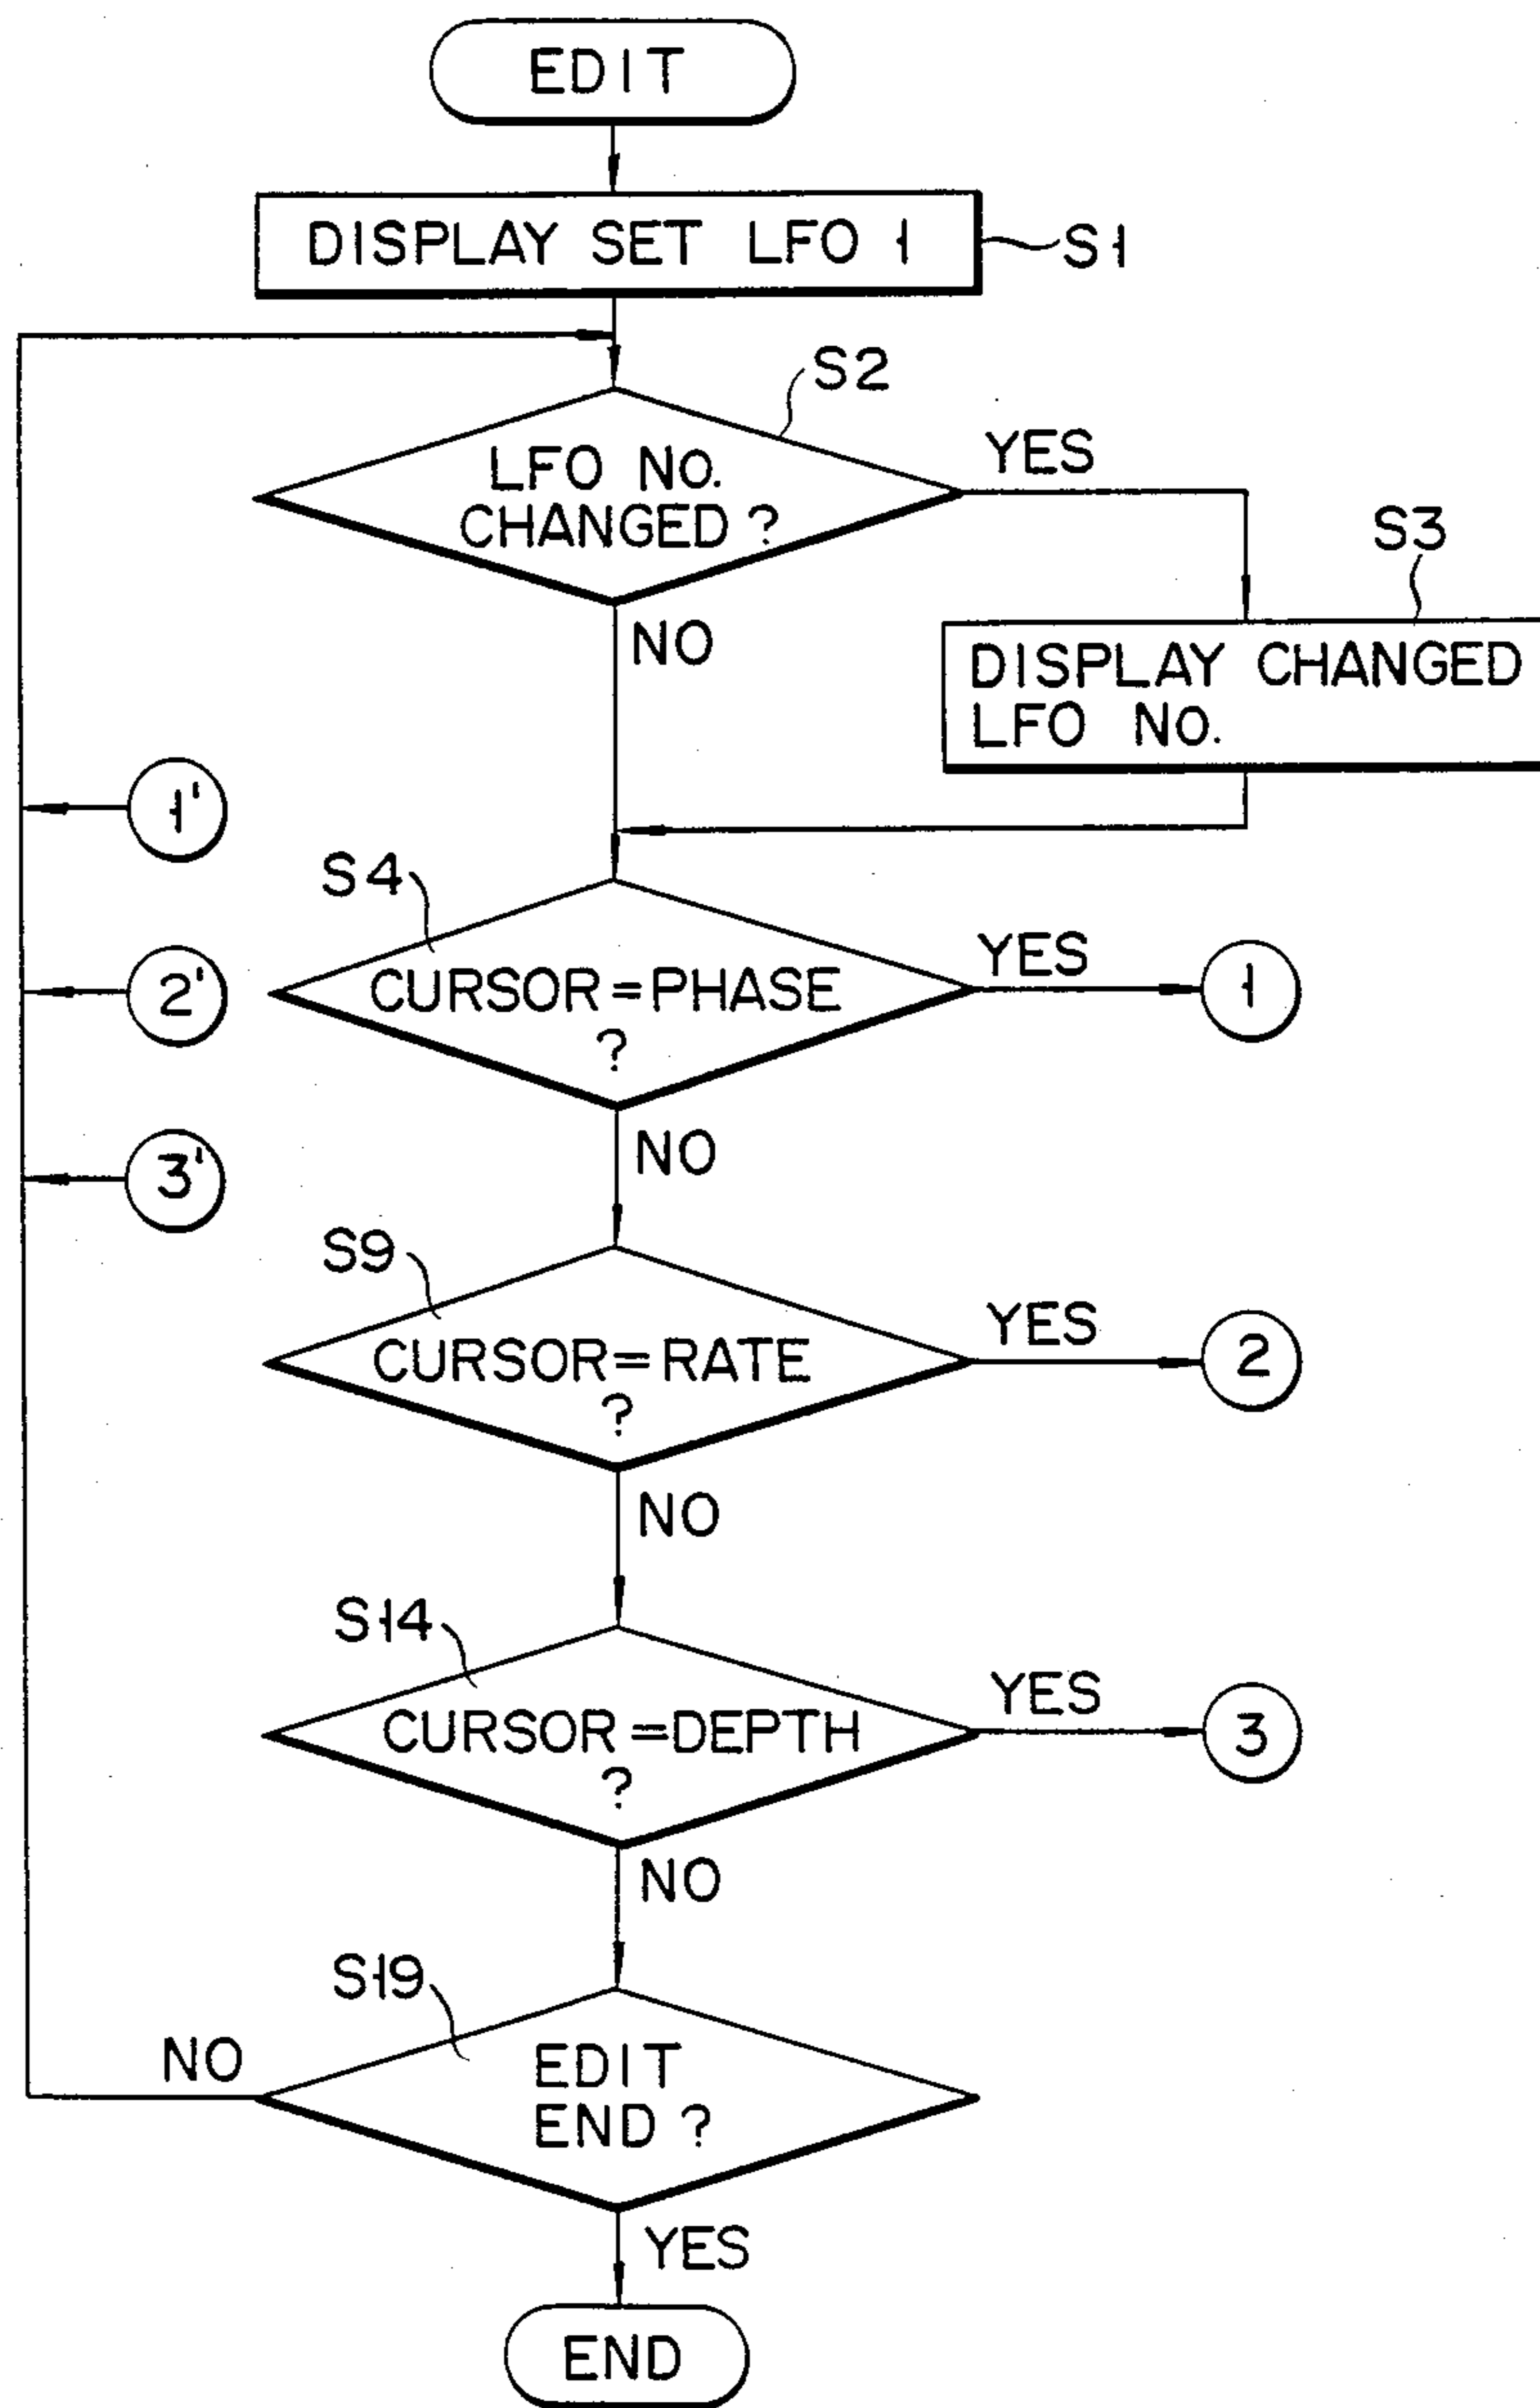 EDIT
DISPLAY SET LFO 1
S1
S2
LFO NO.
CHANGED ?
YES
S3
NO
DISPLAY CHANGED
LFO NO.
1'
S4
CURSOR=PHASE
?
YES
1
2'
NO
3'
S9
CURSOR=RATE
?
YES
2
NO
S14
CURSOR=DEPTH
?
YES
3
NO
S19
EDIT
END ?
NO
YES
END